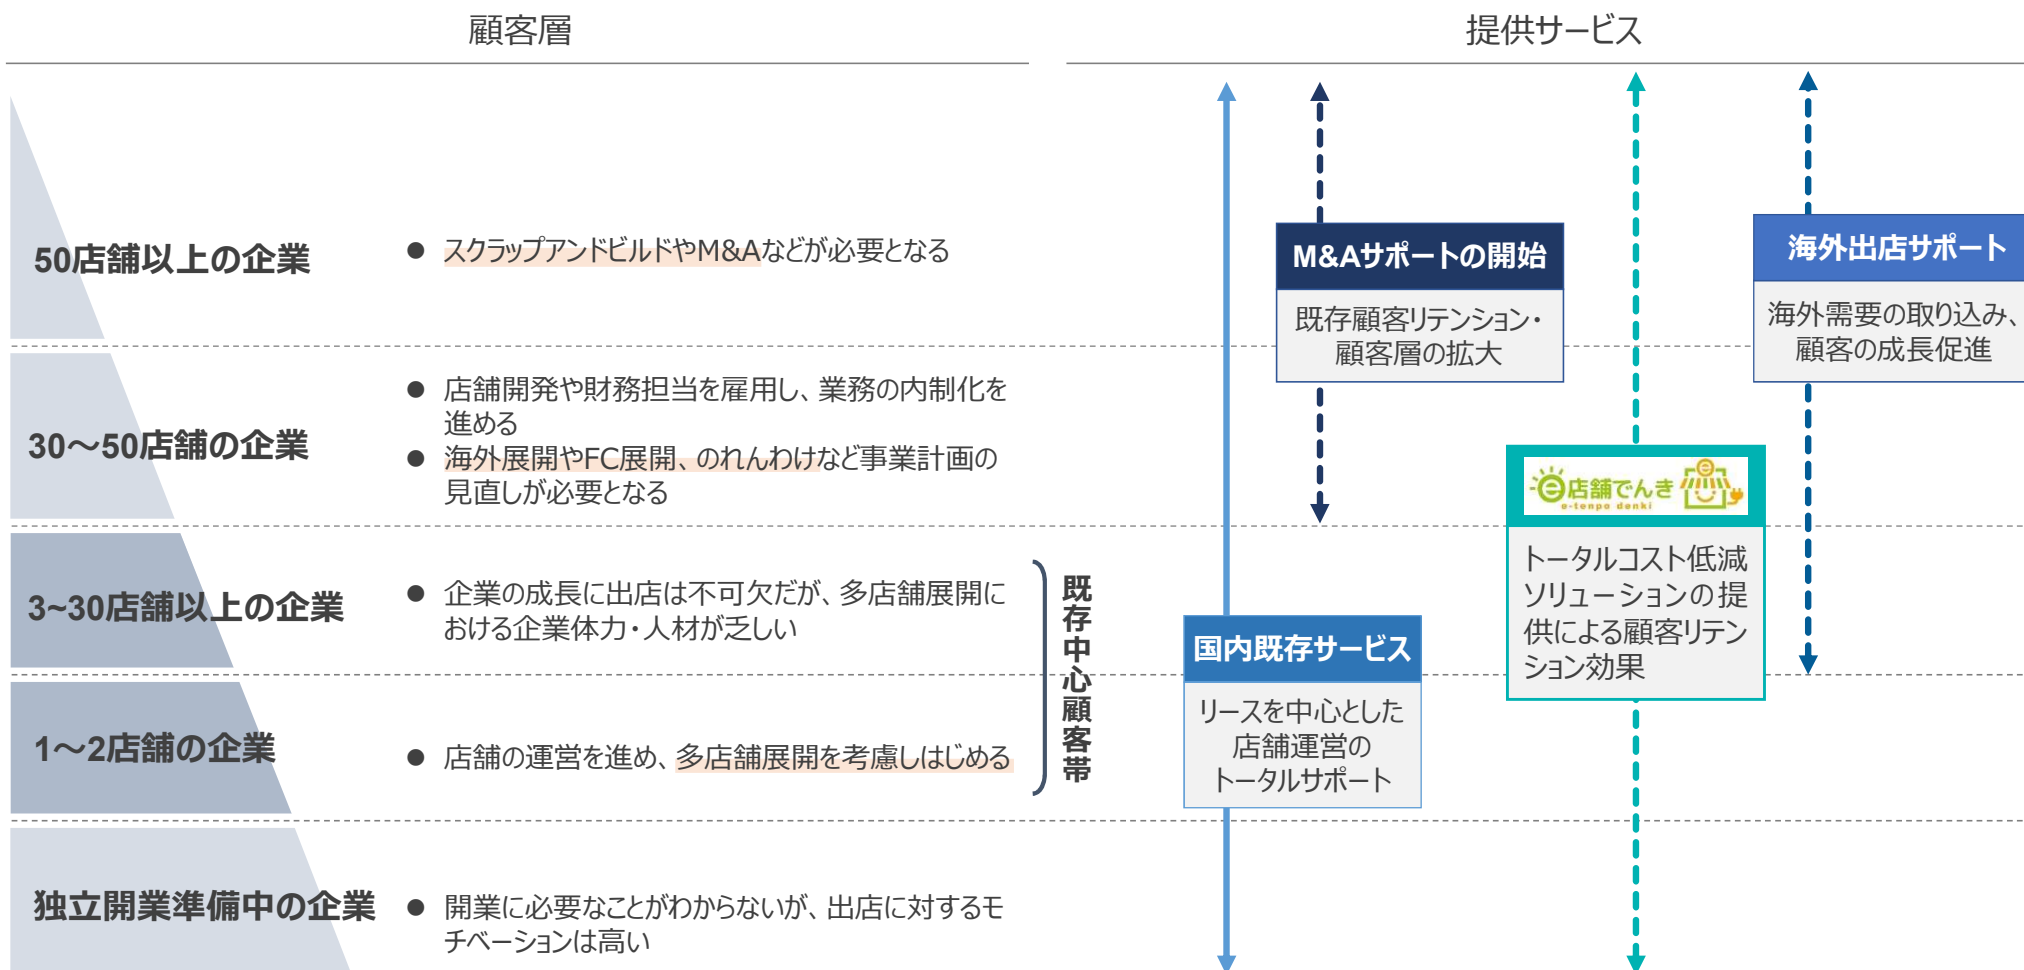 顧客層
提供サービス
50店舗以上の企業
● スクラップアンドビルドやM&Aなどが必要となる
30～50店舗の企業
● 店舗開発や財務担当を雇用し、業務の内制化を
進める
● 海外展開やFC展開、のれんわけなど事業計画の
見直しが必要となる
3~30店舗以上の企業
● 企業の成長に出店は不可欠だが、多店舗展開に
おける企業体力・人材が乏しい
1～2店舗の企業
● 店舗の運営を進め、多店舗展開を考慮しはじめる
独立開業準備中の企業
● 開業に必要なことがわからないが、出店に対するモ
チベーションは高い
既存中心顧客帯
国内既存サービス
リースを中心とした
店舗運営の
トータルサポート
M&Aサポートの開始
既存顧客リテンション・
顧客層の拡大
e店舗でんき
e-tenpo denki
トータルコスト低減
ソリューションの提
供による顧客リテン
ション効果
海外出店サポート
海外需要の取り込み、
顧客の成長促進